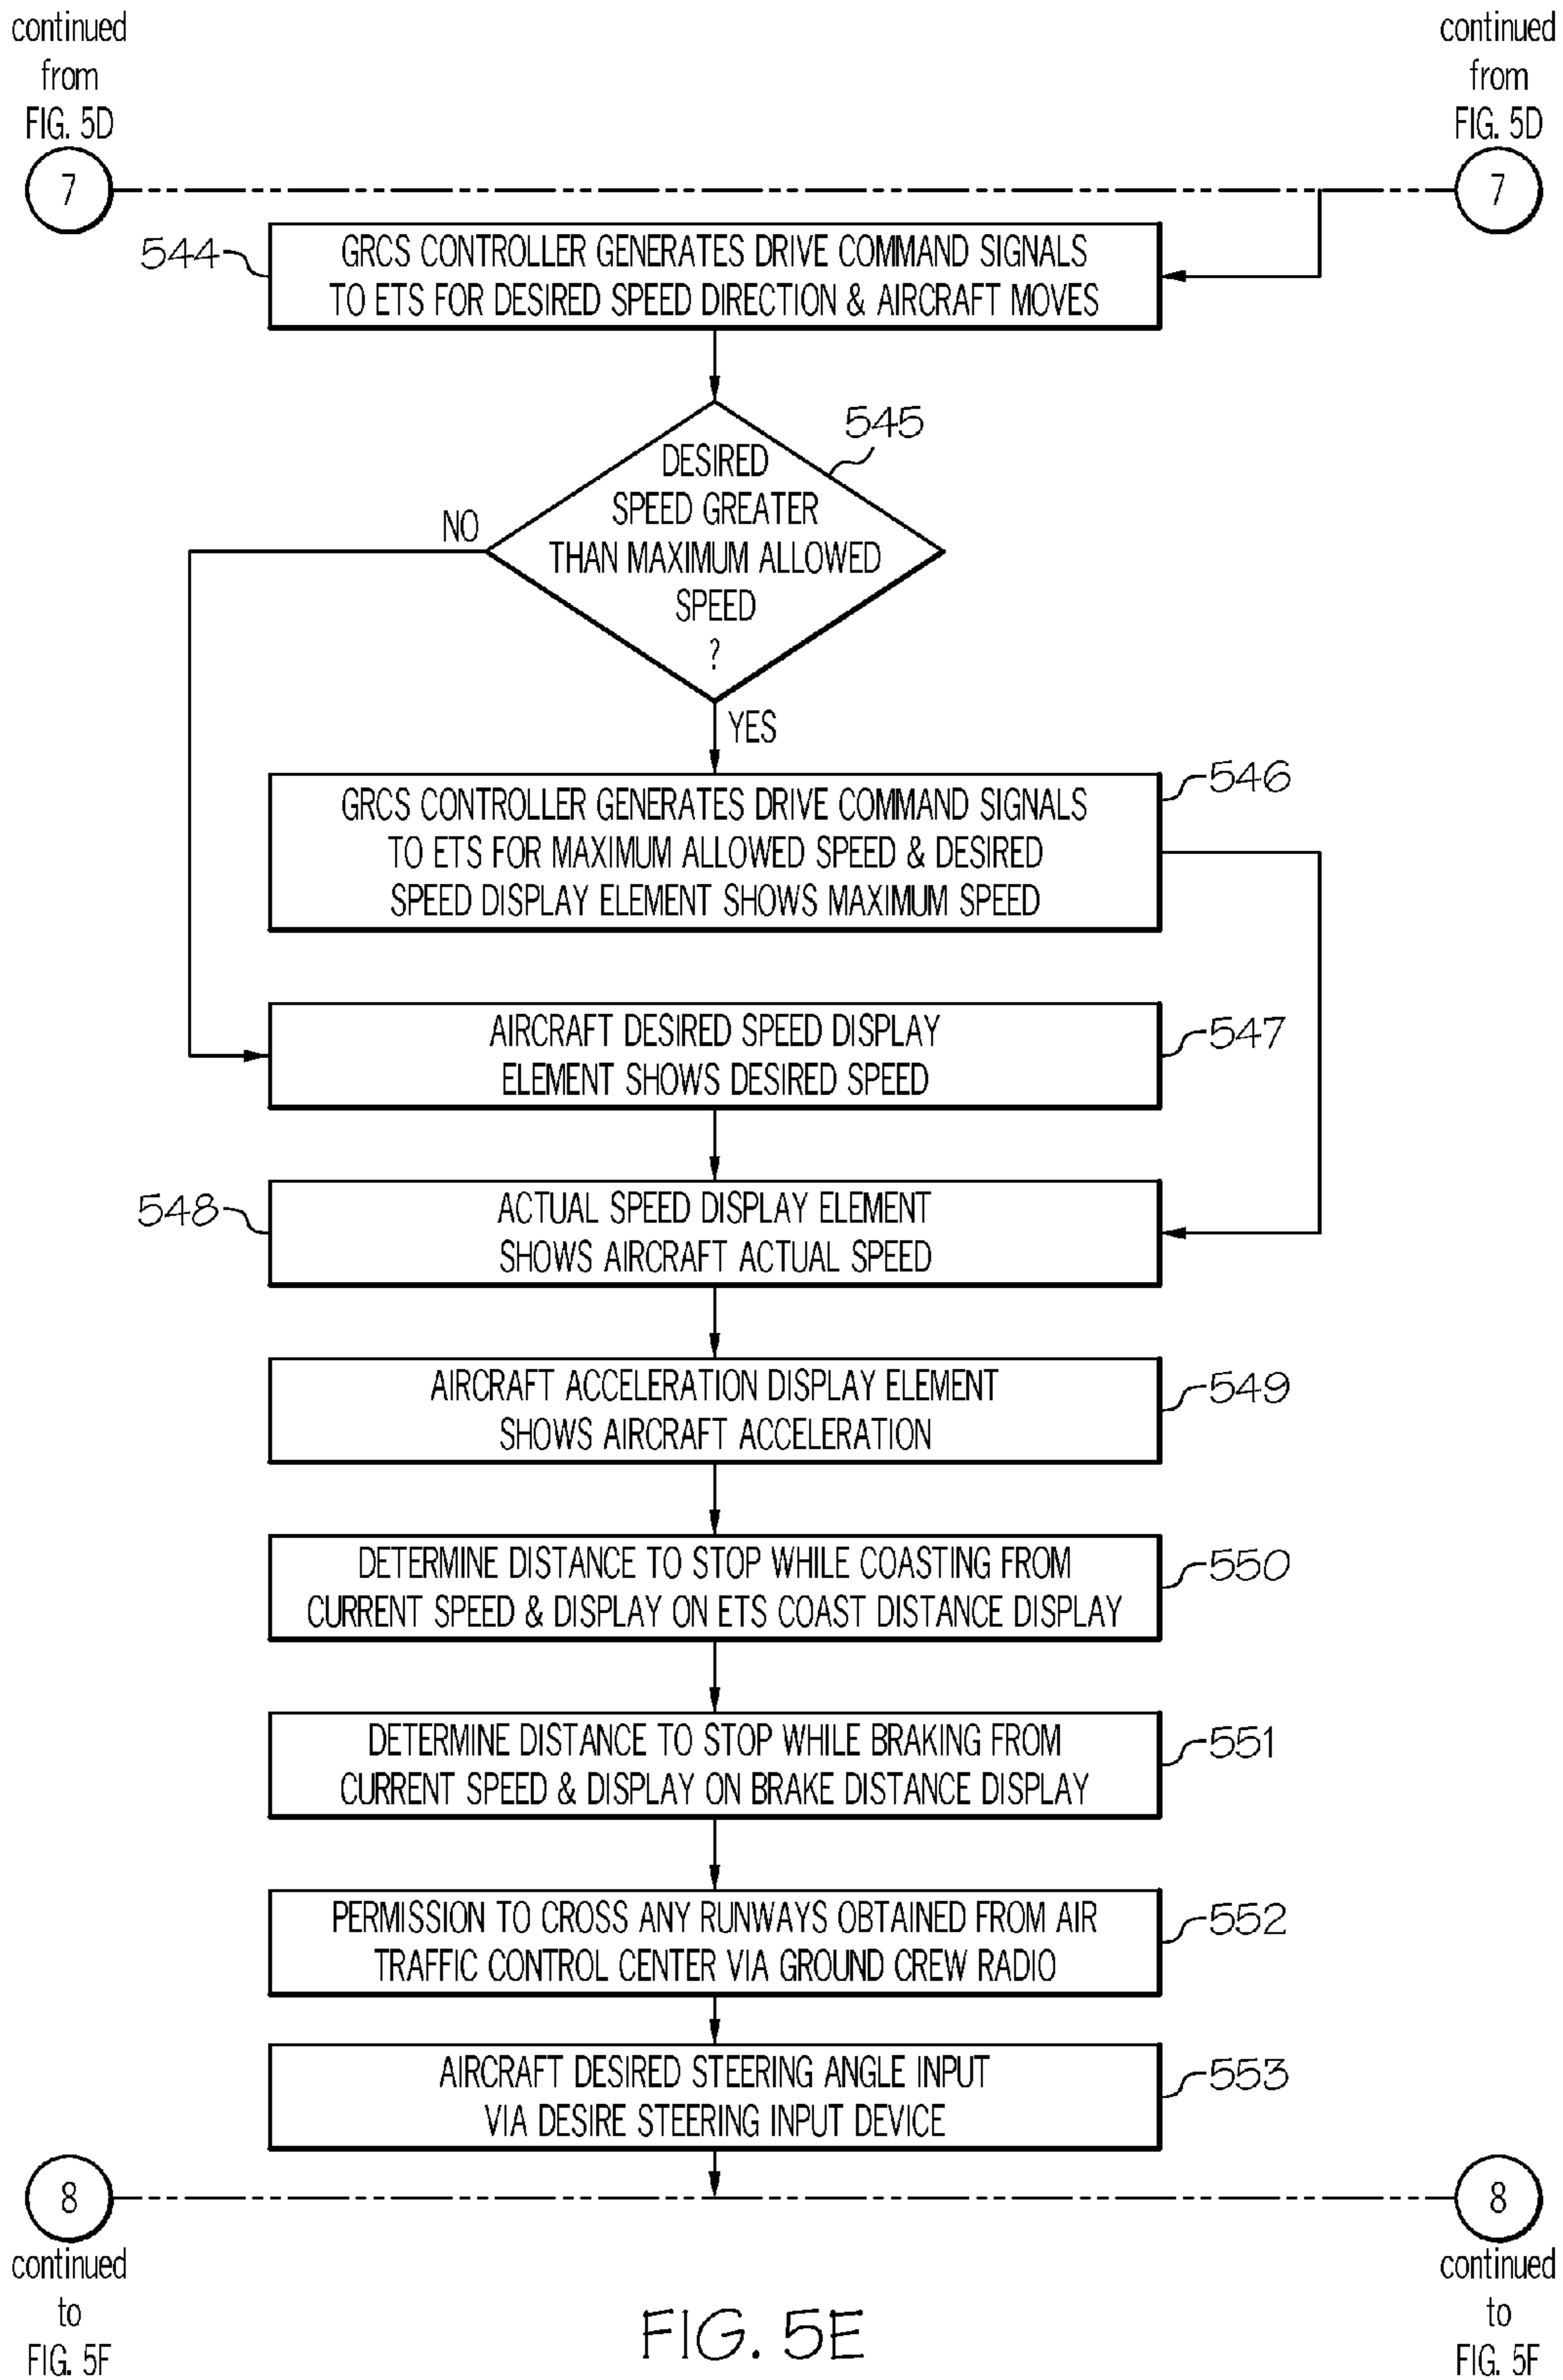 continued
from
FIG. 5D
continued
from
FIG. 5D
7
7
544
GRCS CONTROLLER GENERATES DRIVE COMMAND SIGNALS
TO ETS FOR DESIRED SPEED DIRECTION & AIRCRAFT MOVES
545
DESIRED
SPEED GREATER
THAN MAXIMUM ALLOWED
SPEED
?
NO
YES
546
GRCS CONTROLLER GENERATES DRIVE COMMAND SIGNALS
TO ETS FOR MAXIMUM ALLOWED SPEED & DESIRED
SPEED DISPLAY ELEMENT SHOWS MAXIMUM SPEED
547
AIRCRAFT DESIRED SPEED DISPLAY
ELEMENT SHOWS DESIRED SPEED
548
ACTUAL SPEED DISPLAY ELEMENT
SHOWS AIRCRAFT ACTUAL SPEED
549
AIRCRAFT ACCELERATION DISPLAY ELEMENT
SHOWS AIRCRAFT ACCELERATION
550
DETERMINE DISTANCE TO STOP WHILE COASTING FROM
CURRENT SPEED & DISPLAY ON ETS COAST DISTANCE DISPLAY
551
DETERMINE DISTANCE TO STOP WHILE BRAKING FROM
CURRENT SPEED & DISPLAY ON BRAKE DISTANCE DISPLAY
552
PERMISSION TO CROSS ANY RUNWAYS OBTAINED FROM AIR
TRAFFIC CONTROL CENTER VIA GROUND CREW RADIO
553
AIRCRAFT DESIRED STEERING ANGLE INPUT
VIA DESIRE STEERING INPUT DEVICE
8
8
continued
to
FIG. 5F
continued
to
FIG. 5F
FIG. 5E